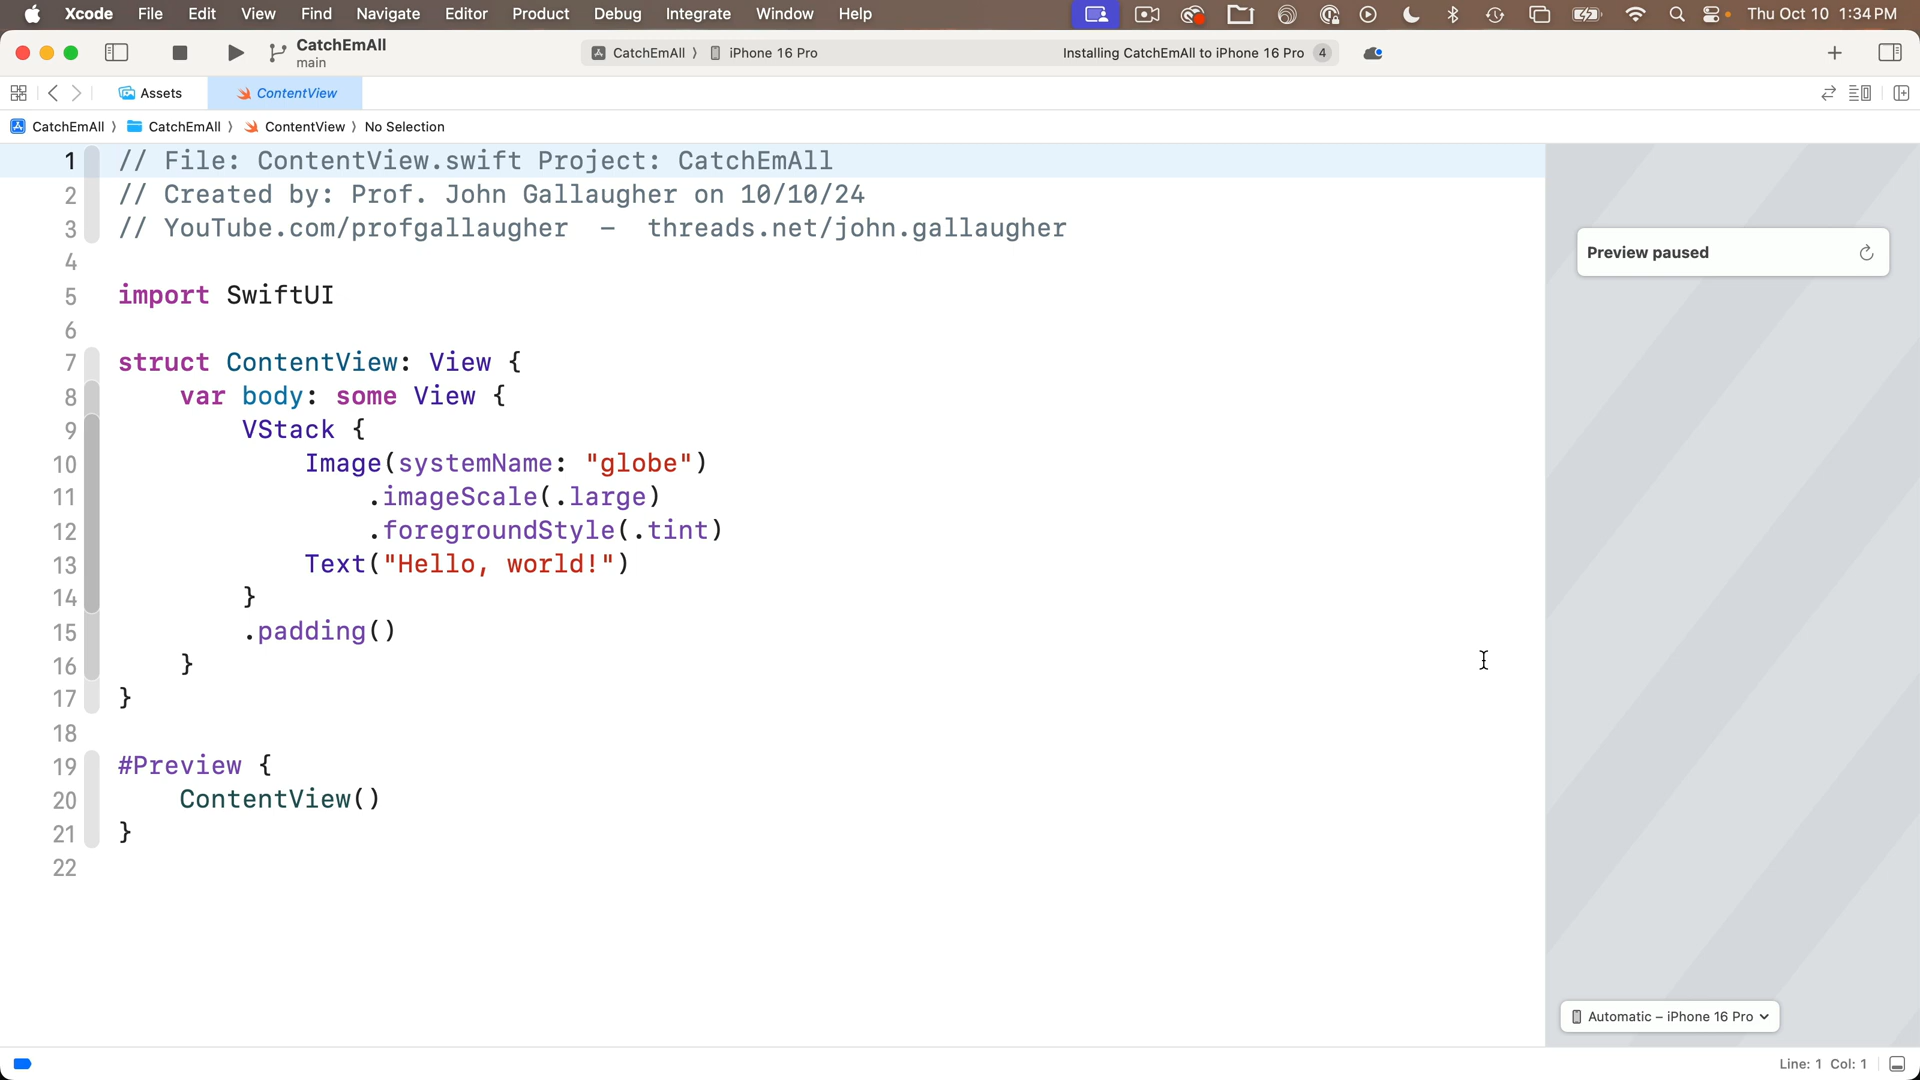 Xcode File Edit View Find Navigate Editor Product Debug Integrate Window Help Thu Oct 10 1:34 PM
CatchEmAll
main
CatchEmAll 〉 iPhone 16 Pro Installing CatchEmAll to iPhone 16 Pro 4
Assets ContentView
CatchEmAll 〉 CatchEmAll 〉 ContentView 〉 No Selection
1 // File: ContentView.swift Project: CatchEmAll
2 // Created by: Prof. John Gallaugher on 10/10/24
3 // YouTube.com/profgallaugher – threads.net/john.gallaugher
4
5 import SwiftUI
6
7 struct ContentView: View {
8 var body: some View {
9 VStack {
10 Image(systemName: "globe")
11 .imageScale(.large)
12 .foregroundStyle(.tint)
13 Text("Hello, world!")
14 }
15 .padding()
16 }
17 }
18
19 #Preview {
20 ContentView()
21 }
22
Preview paused
Automatic – iPhone 16 Pro
Line: 1 Col: 1